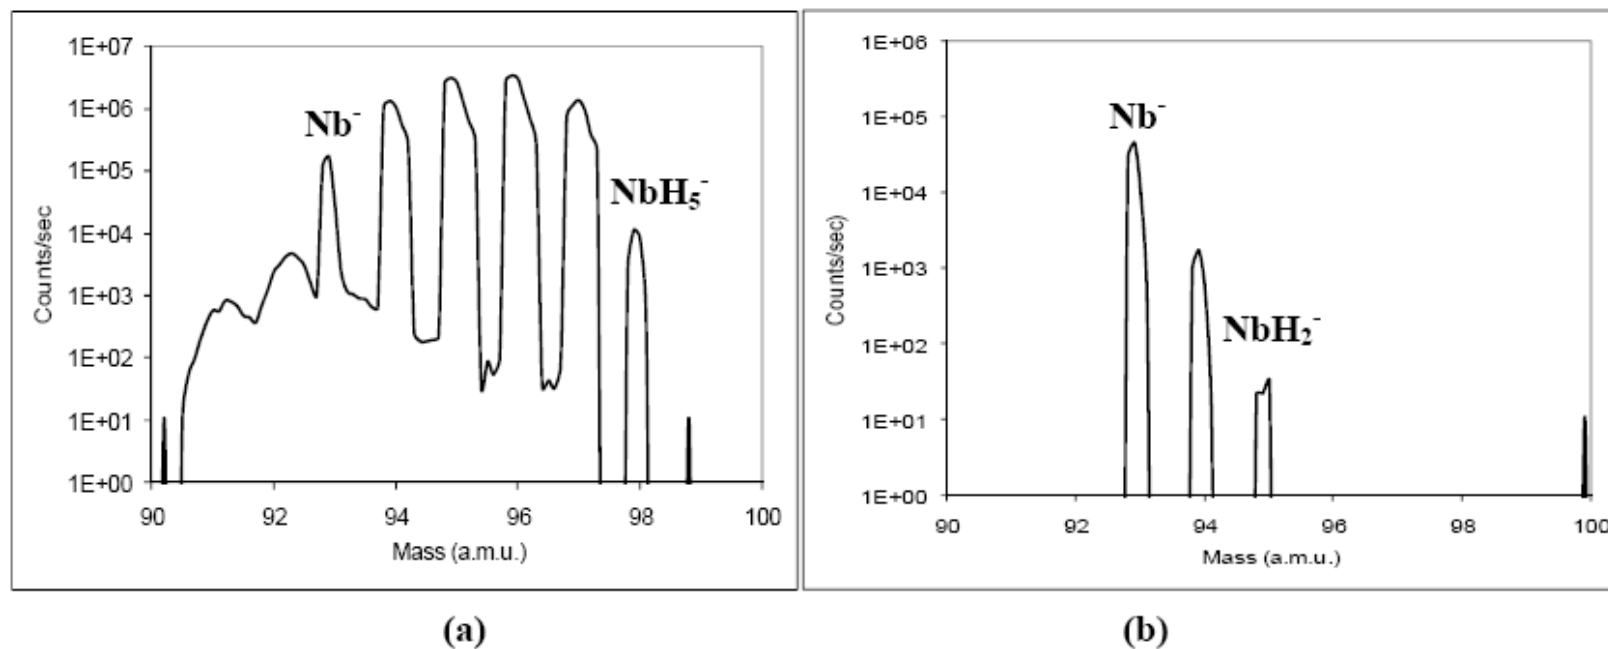 1E+07
1E+06
1E+05
1E+04
1E+03
1E+02
1E+01
1E+00
Counts/sec
Nb⁻
NbH₅⁻
90 92 94 96 98 100
Mass (a.m.u.)
(a)
1E+06
1E+05
1E+04
1E+03
1E+02
1E+01
1E+00
Counts/sec)
Nb⁻
NbH₂⁻
90 92 94 96 98 100
Mass (a.m.u.)
(b)